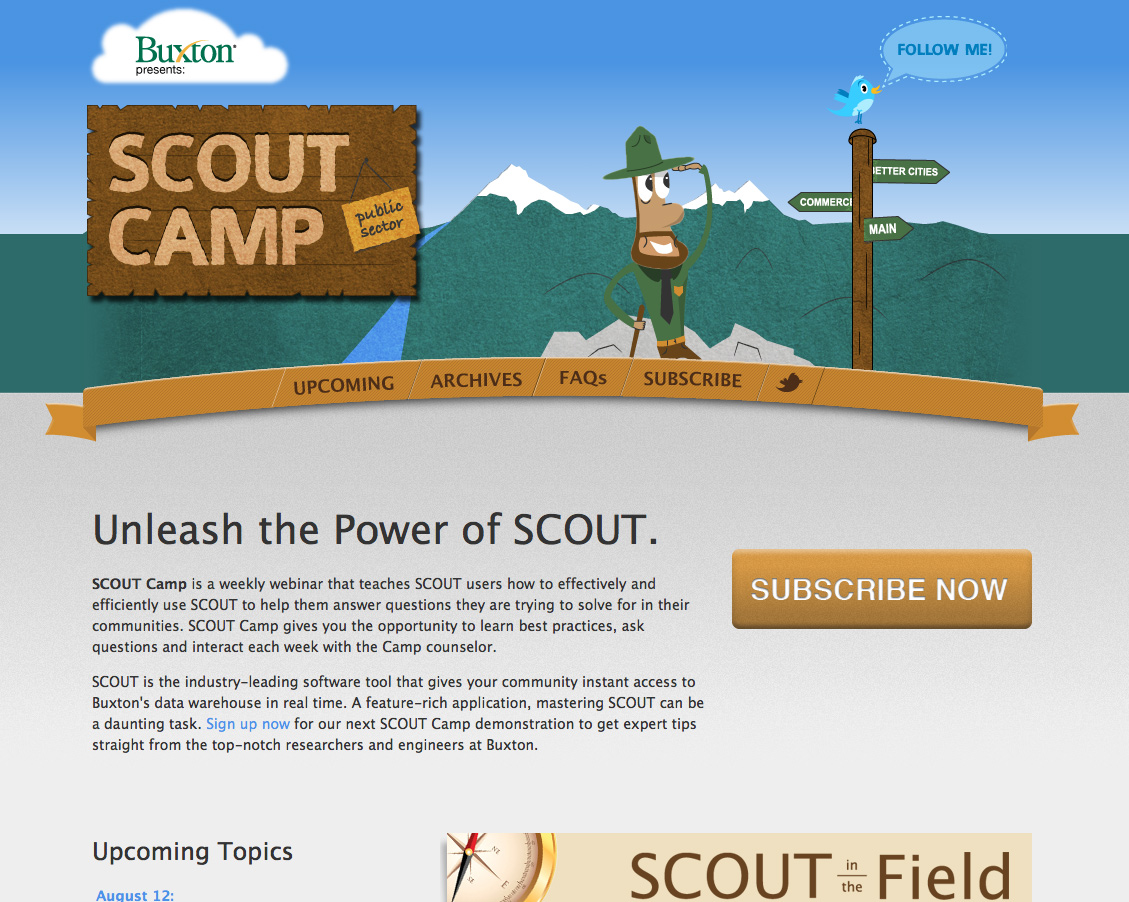 Buxton
presents:
FOLLOW ME!
SCOUT
CAMP
public
sector
BETTER CITIES
COMMERCE
MAIN
UPCOMING
ARCHIVES
FAQs
SUBSCRIBE
Unleash the Power of SCOUT.
SCOUT Camp is a weekly webinar that teaches SCOUT users how to effectively and
efficiently use SCOUT to help them answer questions they are trying to solve for in their
communities. SCOUT Camp gives you the opportunity to learn best practices, ask
questions and interact each week with the Camp counselor.
SUBSCRIBE NOW
SCOUT is the industry-leading software tool that gives your community instant access to
Buxton's data warehouse in real time. A feature-rich application, mastering SCOUT can be
a daunting task. Sign up now for our next SCOUT Camp demonstration to get expert tips
straight from the top-notch researchers and engineers at Buxton.
Upcoming Topics
August 12:
N
S
E
SCOUT in the Field